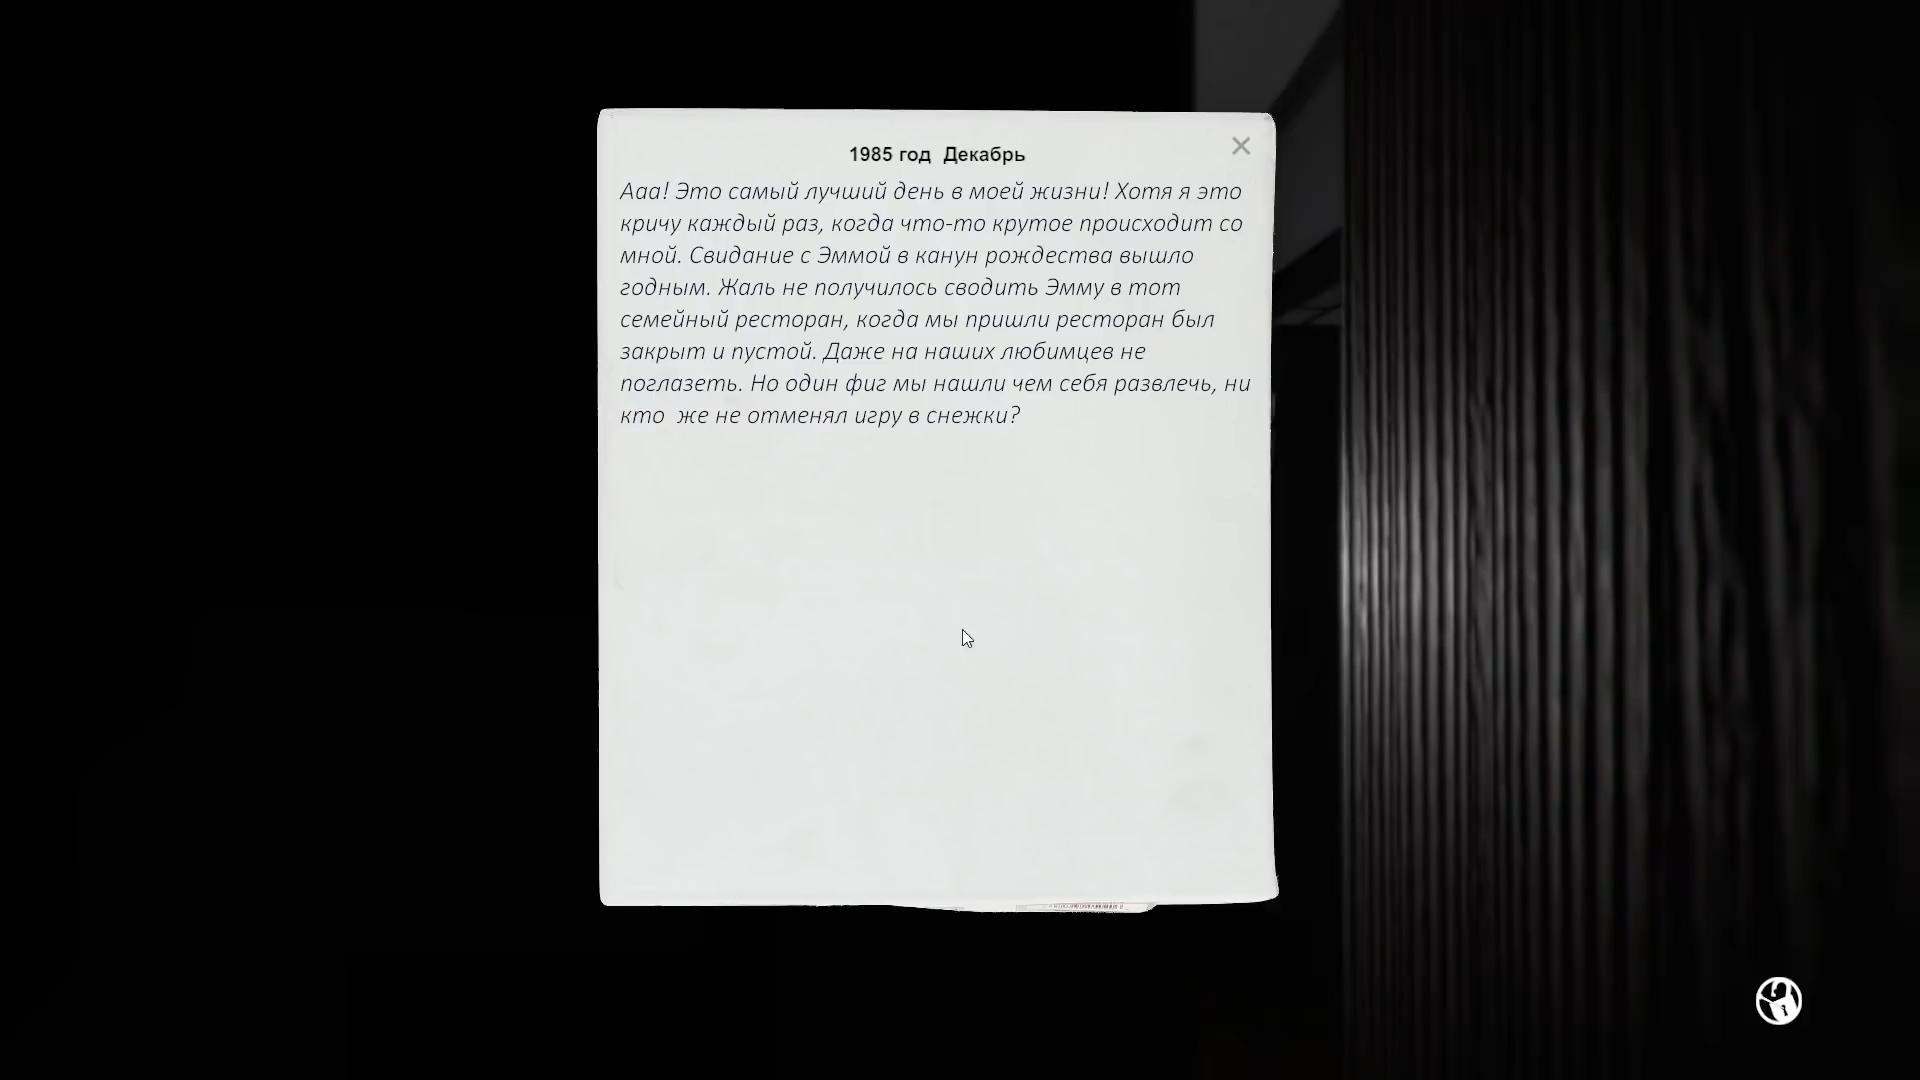 1985 год  Декабрь
Ааа! Это самый лучший день в моей жизни! Хотя я это
кричу каждый раз, когда что-то крутое происходит со
мной. Свидание с Эммой в канун рождества вышло
годным. Жаль не получилось сводить Эмму в тот
семейный ресторан, когда мы пришли ресторан был
закрыт и пустой. Даже на наших любимцев не
поглазеть. Но один фиг мы нашли чем себя развлечь, ни
кто  же не отменял игру в снежки?